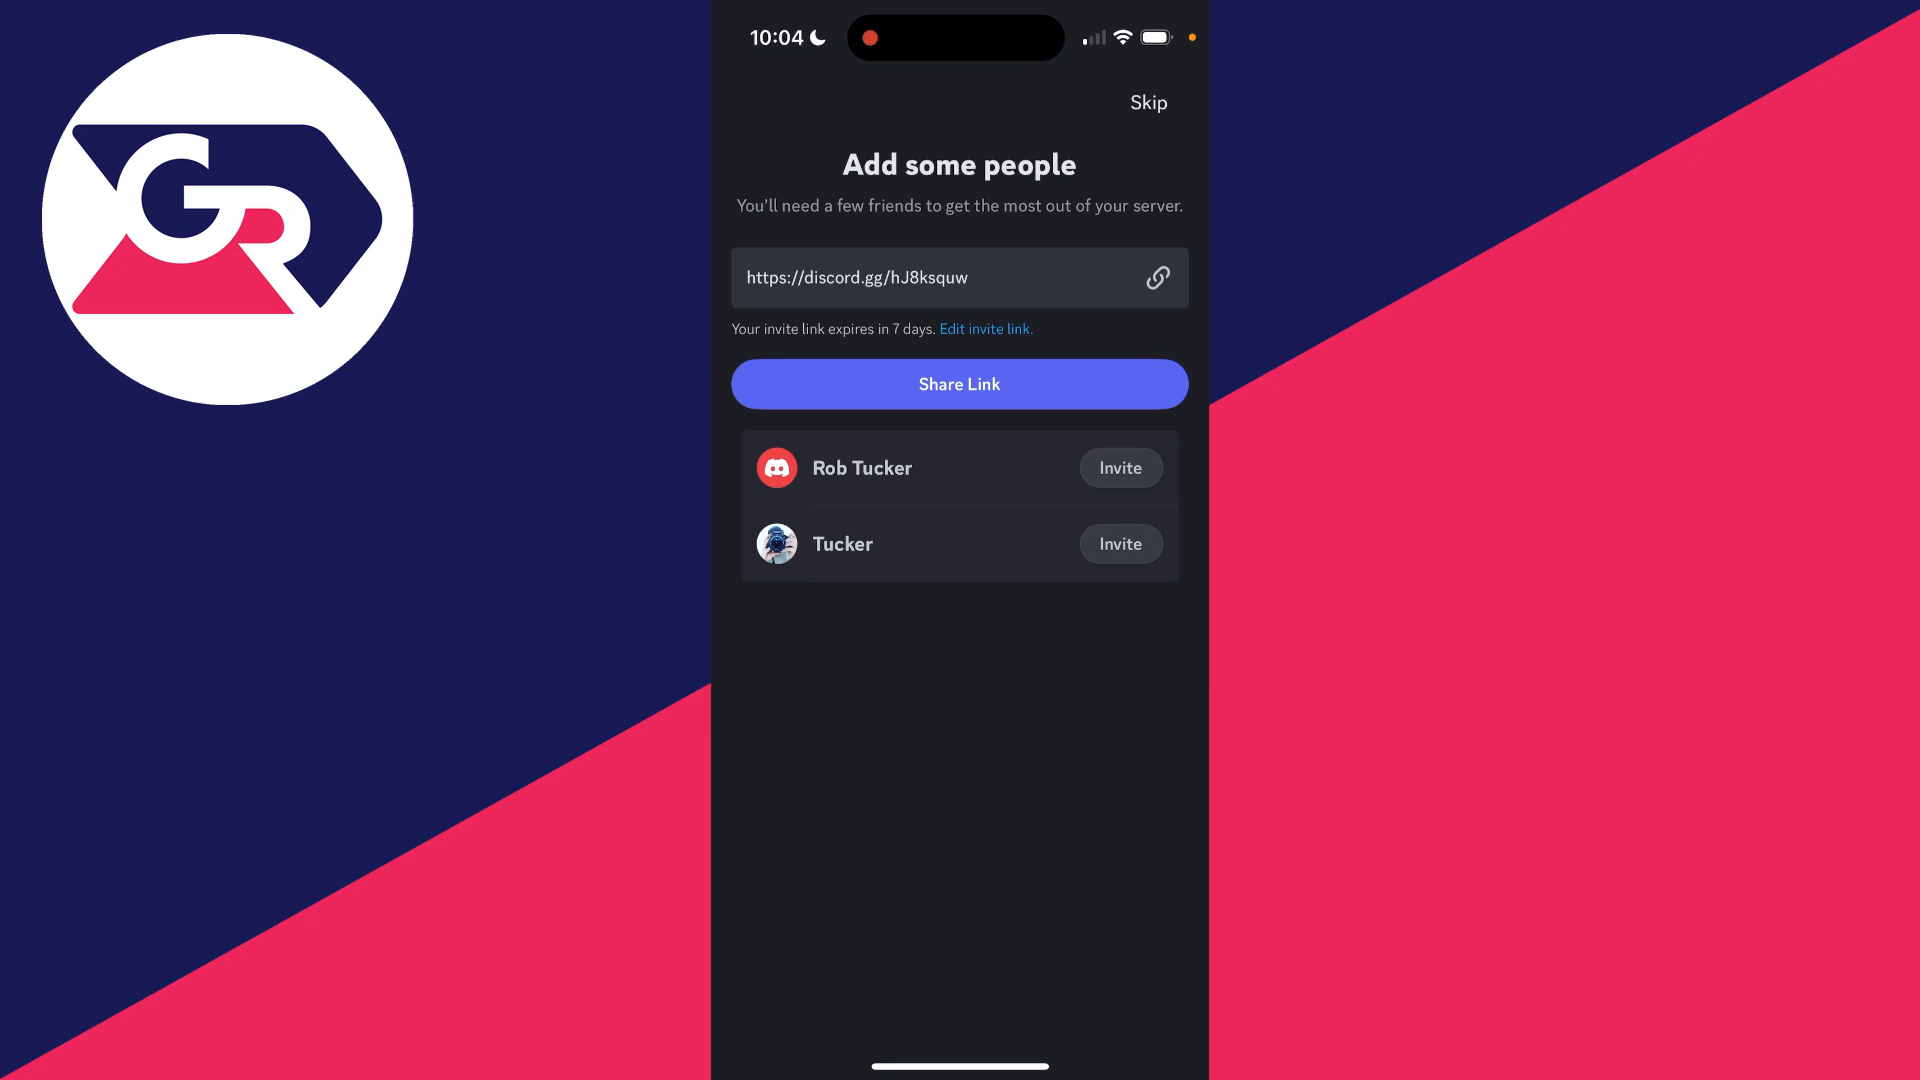 GR
10:04
Skip
Add some people
You'll need a few friends to get the most out of your server.
https://discord.gg/hJ8ksquw
Your invite link expires in 7 days. Edit invite link.
Share Link
Rob Tucker
Invite
Tucker
Invite